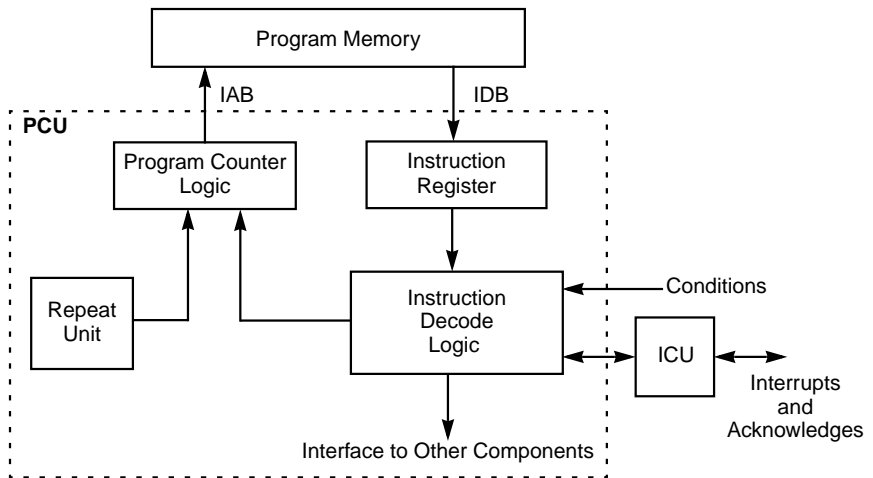 Program Memory
IAB
IDB
PCU
Program Counter
Logic
Instruction
Register
Repeat
Unit
Instruction
Decode
Logic
Conditions
ICU
Interrupts
and
Acknowledges
Interface to Other Components